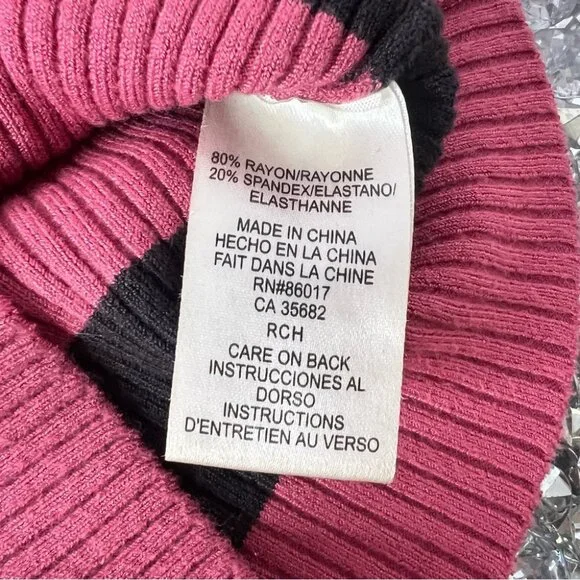 80% RAYON/RAYONNE
20% SPANDEX/ELASTANO/
ELASTHANNE
MADE IN CHINA
HECHO EN LA CHINA
FAIT DANS LA CHINE
RN#86017
CA 35682
RCH
CARE ON BACK
INSTRUCCIONES AL
DORSO
INSTRUCTIONS
D'ENTRETIEN AU VERSO